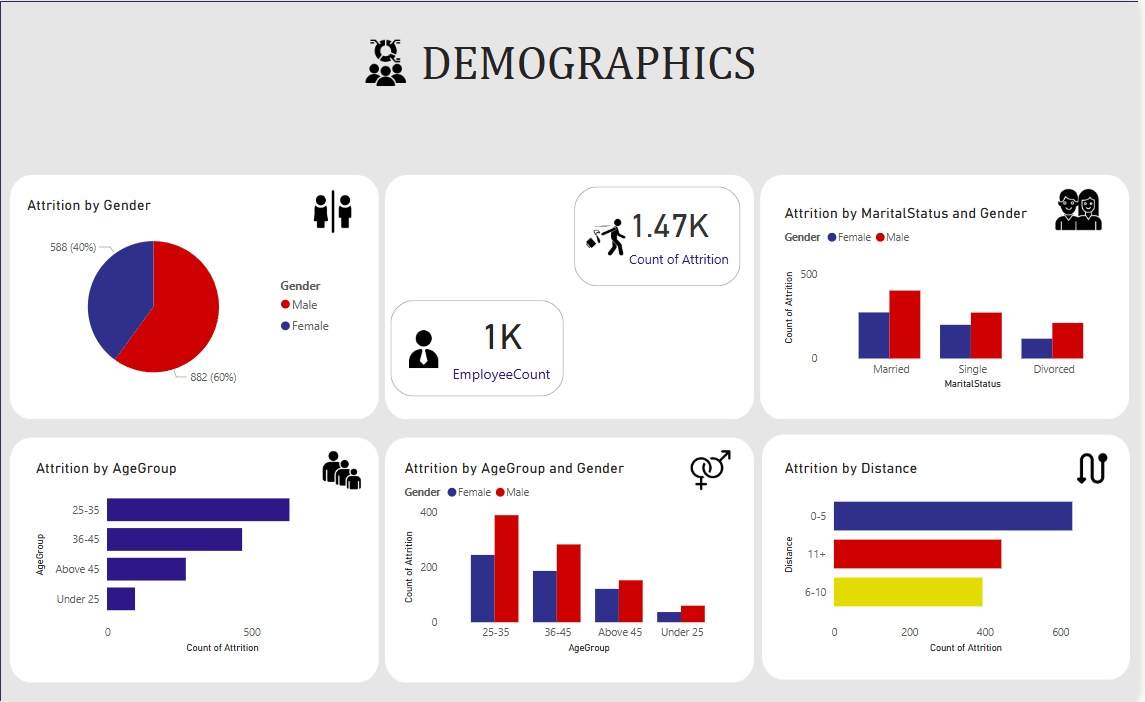 DEMOGRAPHICS
Attrition by Gender
588 (40%)
882 (60%)
Gender
Male
Female
1.47K
Count of Attrition
1K
EmployeeCount
Attrition by MaritalStatus and Gender
Gender Female Male
Count of Attrition
500
0
Married Single Divorced
MaritalStatus
Attrition by AgeGroup
AgeGroup
25-35
36-45
Above 45
Under 25
0 500
Count of Attrition
Attrition by AgeGroup and Gender
Gender Female Male
Count of Attrition
400
200
0
25-35 36-45 Above 45 Under 25
AgeGroup
Attrition by Distance
Distance
0-5
11+
6-10
0 200 400 600
Count of Attrition